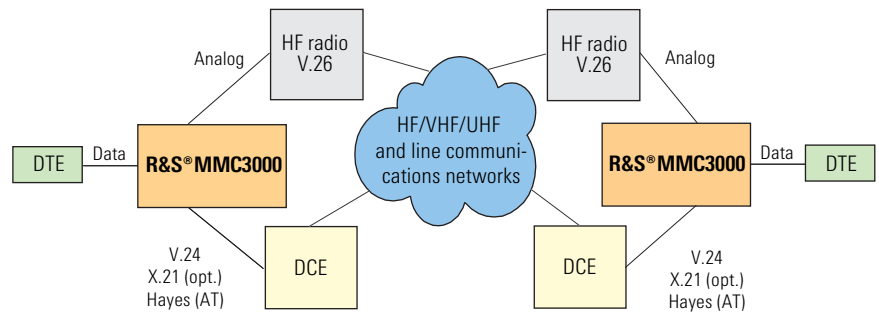 HF radio
V.26
HF radio
V.26
Analog
Analog
HF/VHF/UHF
and line communi-
cations networks
DTE
Data
R&S® MMC3000
R&S® MMC3000
Data
DTE
V.24
X.21 (opt.)
Hayes (AT)
DCE
DCE
V.24
X.21 (opt.)
Hayes (AT)